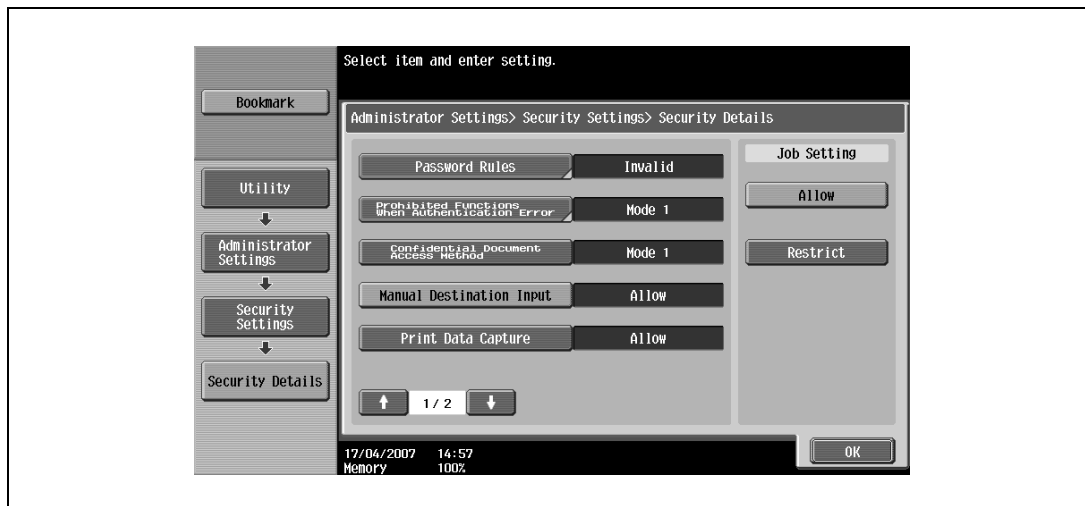 Select item and enter setting.
Bookmark
Administrator Settings> Security Settings> Security Details
Utility
Administrator
Settings
Security
Settings
Security Details
Password Rules
Invalid
Prohibited Functions
When Authentication Error
Mode 1
Confidential Document
Access Method
Mode 1
Manual Destination Input
Allow
Print Data Capture
Allow
1/ 2
Job Setting
Allow
Restrict
17/04/2007 14:57
Memory 100%
OK